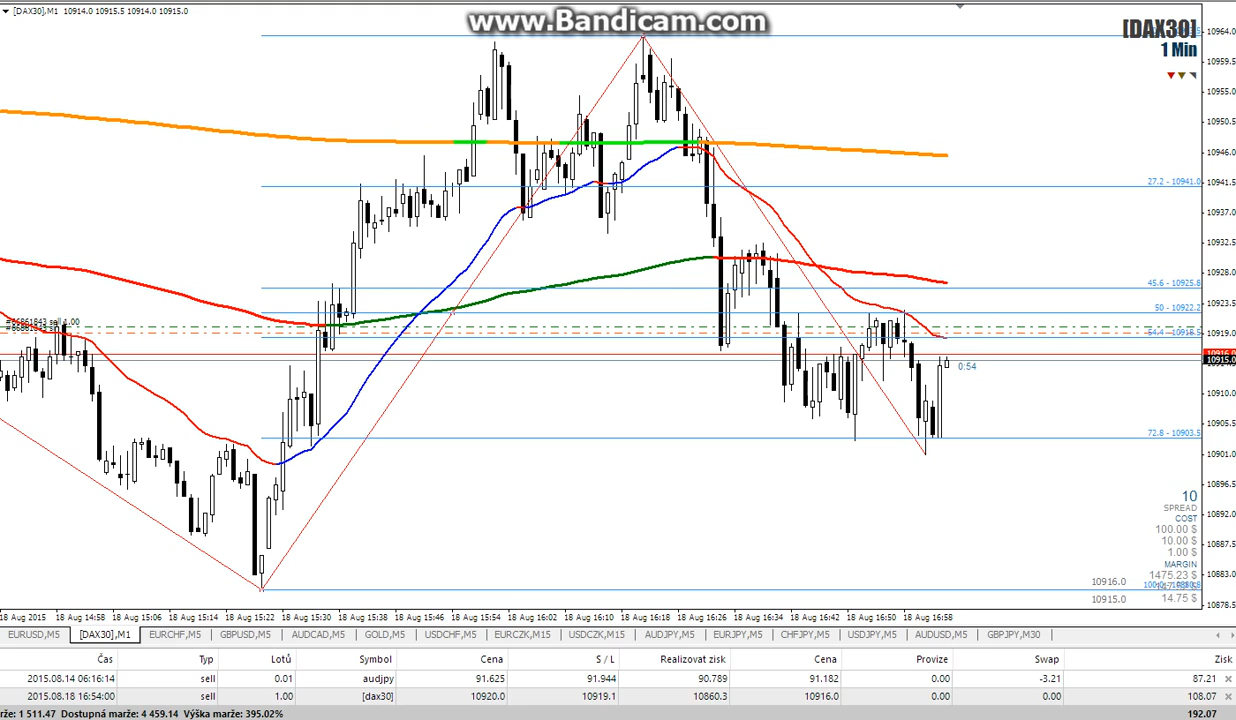 [DAX30],M1 10914.0 10915.5 10914.0 10915.0
www.Bandicam.com
[DAX30]
1 Min
10964.0
10959.5
10955.0
10950.5
10946.0
10941.5
27.2 - 10941.0
10937.0
10932.5
10928.0
45.6 - 10925.8
10923.5
50 - 10922.2
#66861843 sell 1.00
10919.0
54.4 - 10918.5
10916.0
10915.0
0:54
10910.0
10905.5
72.8 - 10903.5
10901.0
10896.5
10
SPREAD
10892.0
COST
100.00 $
10.00 $
10887.5
1.00 $
MARGIN
1475.23 $
10883.0
10916.0
14.75 $
10915.0
10878.5
18 Aug 2015 18 Aug 14:58 18 Aug 15:06 18 Aug 15:14 18 Aug 15:22 18 Aug 15:30 18 Aug 15:38 18 Aug 15:46 18 Aug 15:54 18 Aug 16:02 18 Aug 16:10 18 Aug 16:18 18 Aug 16:26 18 Aug 16:34 18 Aug 16:42 18 Aug 16:50 18 Aug 16:58
EURUSD,M5 [DAX30],M1 EURCHF,M5 GBPUSD,M5 AUDCAD,M5 GOLD,M5 USDCHF,M5 EURCZK,M15 USDCZK,M15 AUDJPY,M5 EURJPY,M5 CHFJPY,M5 USDJPY,M5 AUDUSD,M5 GBPJPY,M30
Čas Typ Lotů Symbol Cena S / L Realizovat zisk Cena Provize Swap Zisk
2015.08.14 06:16:14 sell 0.01 audjpy 91.625 91.944 90.789 91.182 0.00 -3.21 87.21
2015.08.18 16:54:00 sell 1.00 [dax30] 10920.0 10919.1 10860.3 10916.0 0.00 0.00 108.07
rže: 1 511.47 Dostupná marže: 4 459.14 Výška marže: 395.02% 192.07